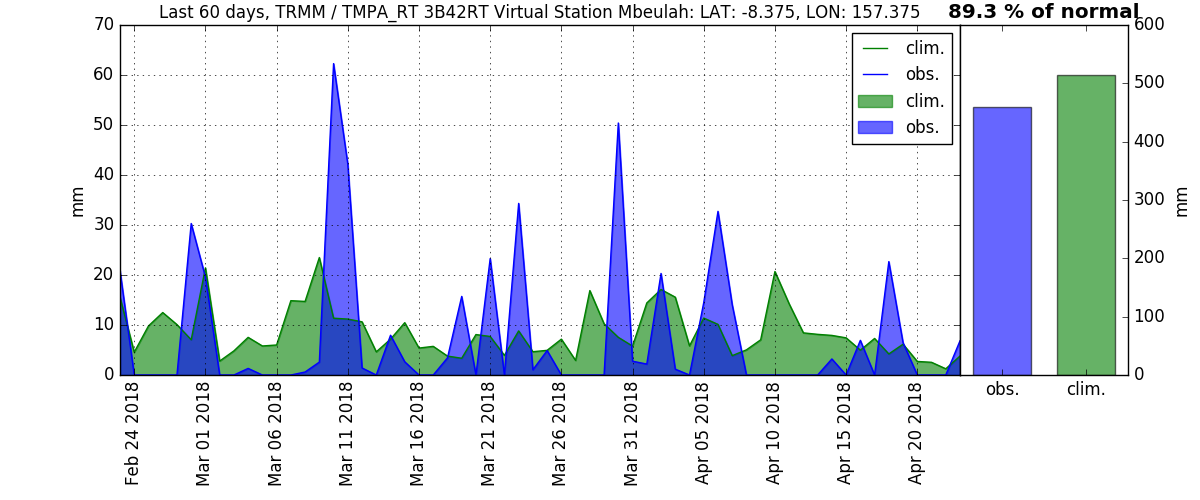 Last 60 days, TRMM / TMPA_RT 3B42RT Virtual Station Mbeulah: LAT: -8.375, LON: 157.375
89.3 % of normal
70
60
50
40
30
20
10
0
mm
clim.
obs.
clim.
obs.
Feb 24 2018
Mar 01 2018
Mar 06 2018
Mar 11 2018
Mar 16 2018
Mar 21 2018
Mar 26 2018
Mar 31 2018
Apr 05 2018
Apr 10 2018
Apr 15 2018
Apr 20 2018
600
500
400
300
200
100
0
mm
obs.
clim.